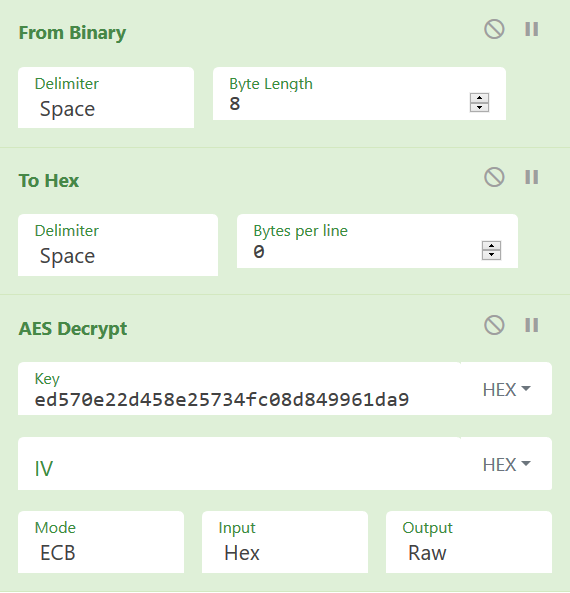 From Binary
Delimiter
Space
Byte Length
8
To Hex
Delimiter
Space
Bytes per line
0
AES Decrypt
Key
ed570e22d458e25734fc08d849961da9
HEX
IV
HEX
Mode
ECB
Input
Hex
Output
Raw